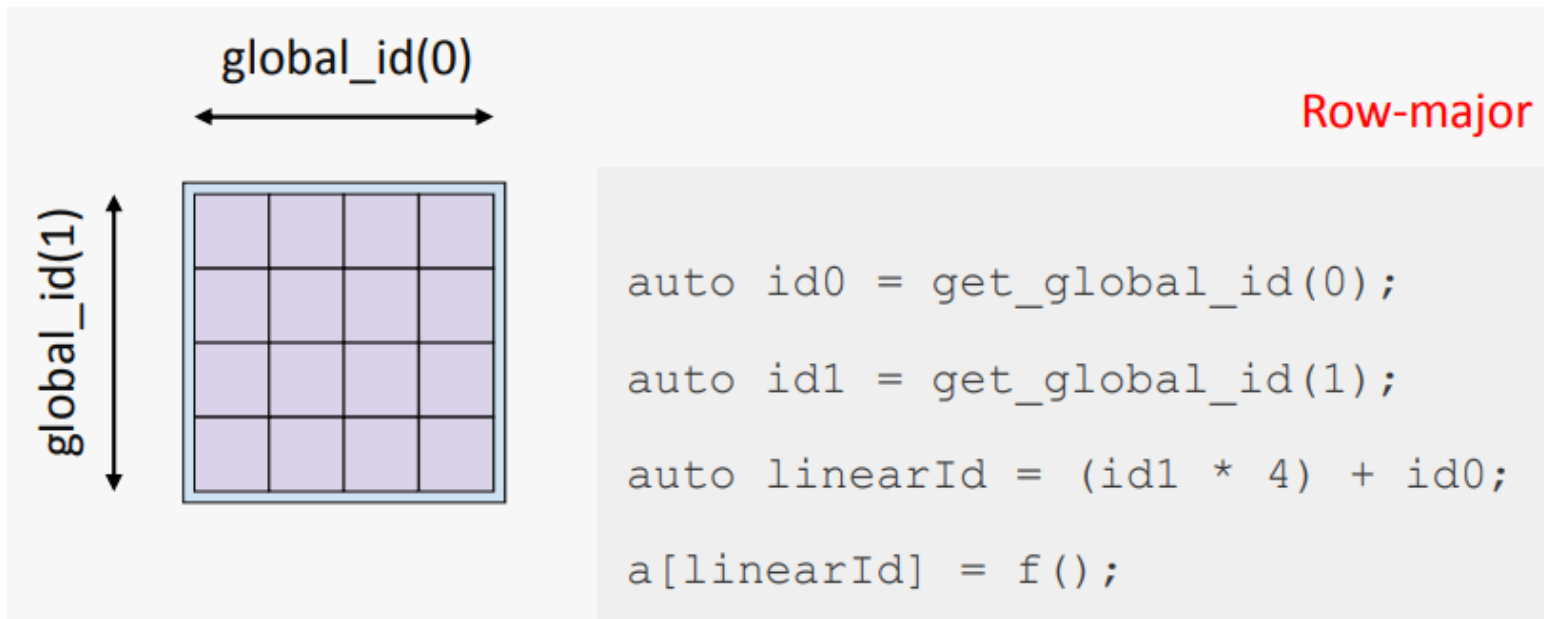 global_id(0)
Row-major
global_id(1)
auto id0 = get_global_id(0);
auto id1 = get_global_id(1);
auto linearId = (id1 * 4) + id0;
a[linearId] = f();